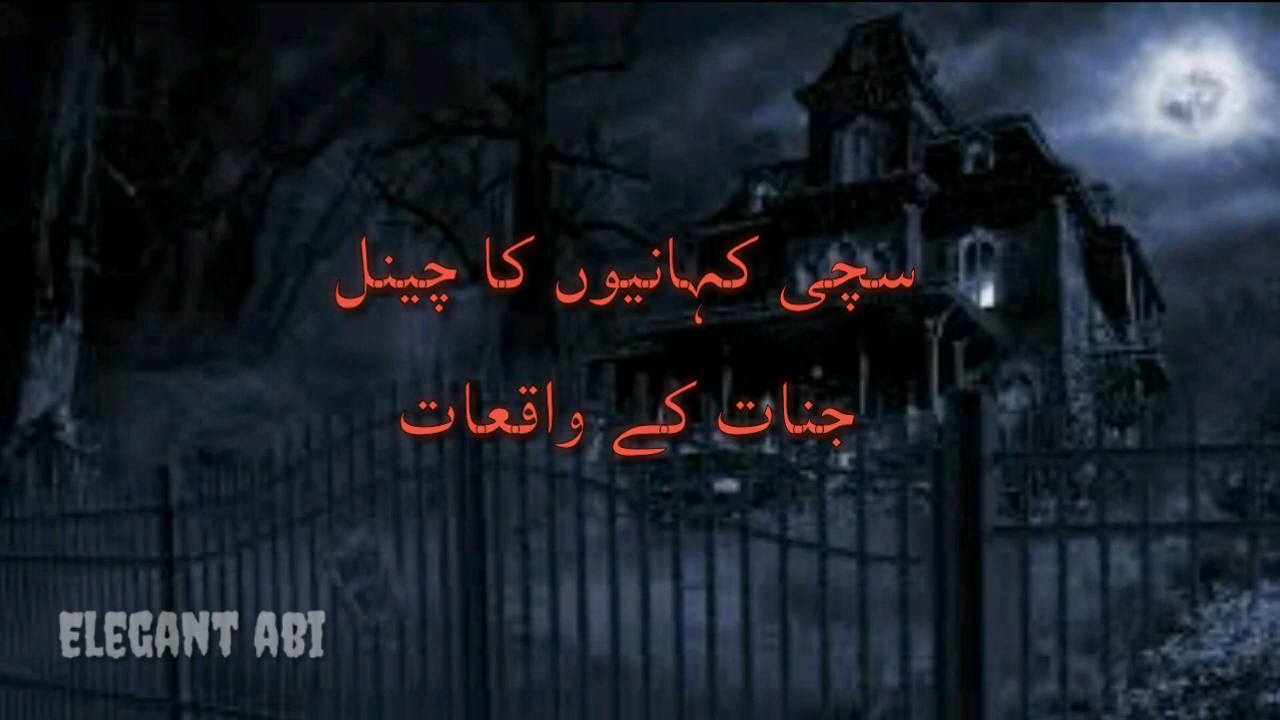 سچی کہانیوں کا چینل
جنات کے واقعات
ELEGANT ABI